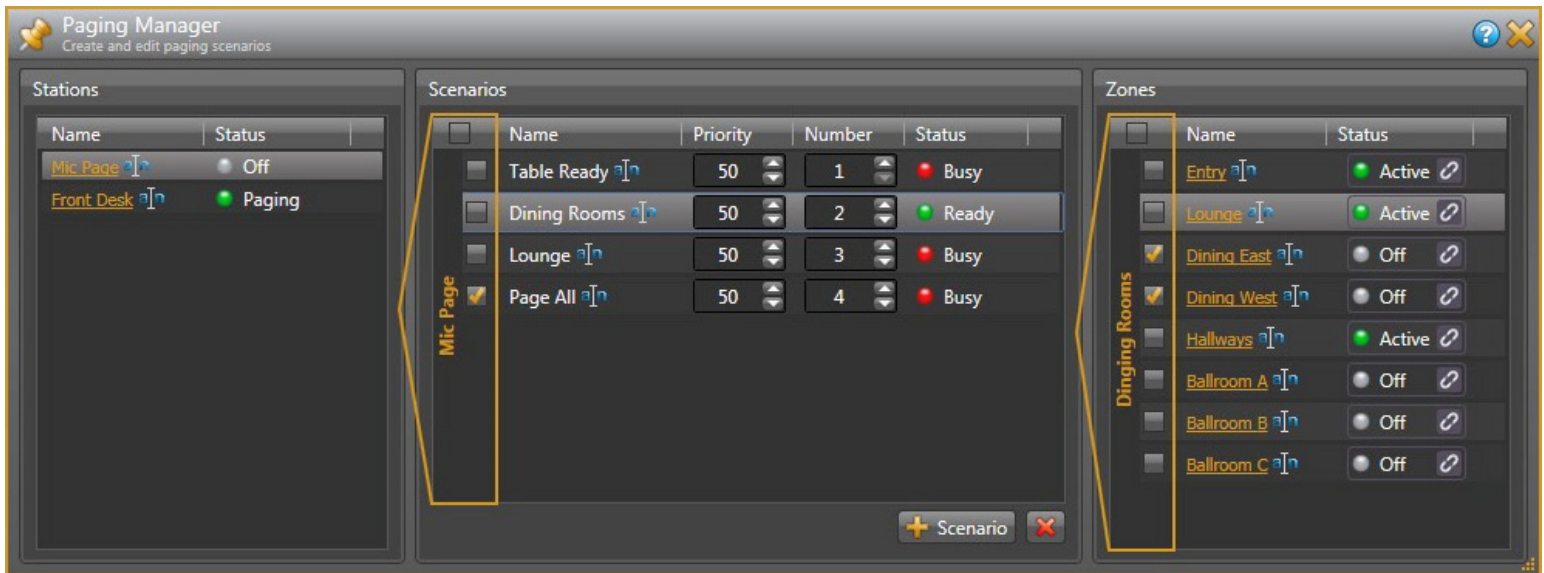 Paging Manager
Create and edit paging scenarios
?
Stations
Name Status
Mic Page Off
Front Desk Paging
Scenarios
Mic Page
Name Priority Number Status
Table Ready 50 1 Busy
Dining Rooms 50 2 Ready
Lounge 50 3 Busy
Page All 50 4 Busy
+ Scenario
Zones
Dinging Rooms
Name Status
Entry Active
Lounge Active
Dining East Off
Dining West Off
Hallways Active
Ballroom A Off
Ballroom B Off
Ballroom C Off